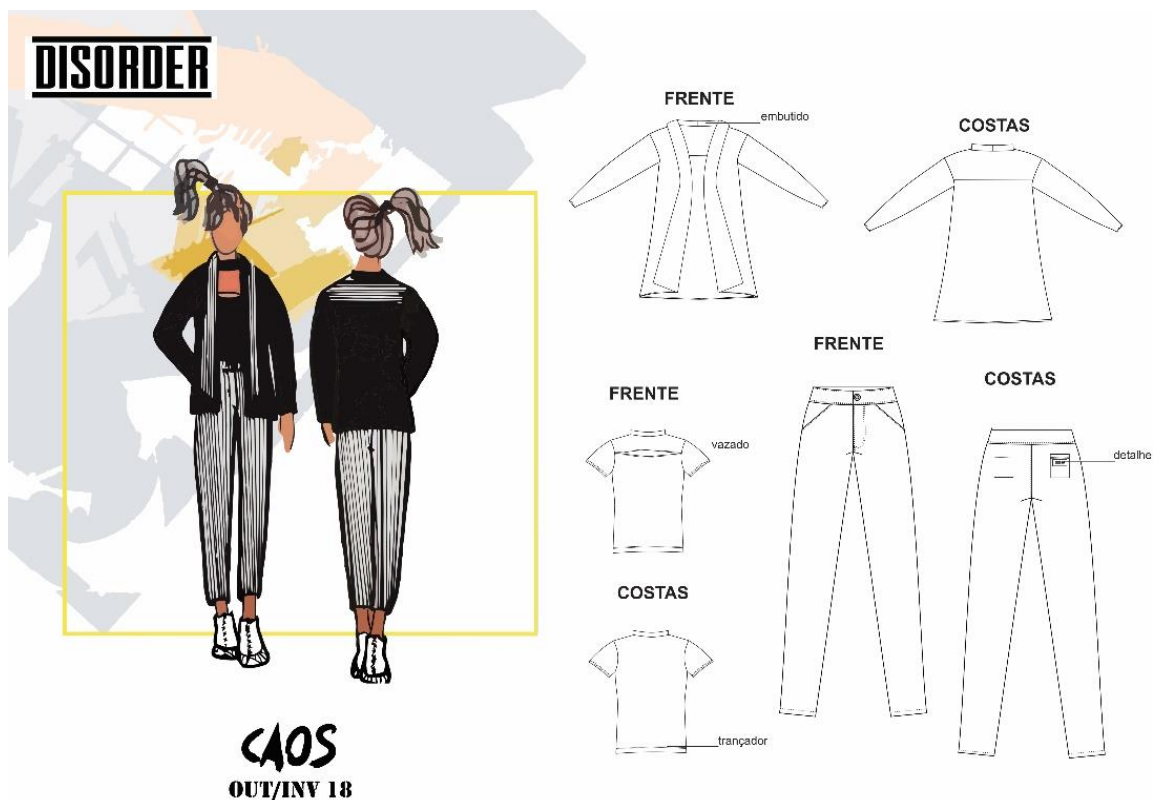 DISORDER
CAOS
OUT/INV 18
FRENTE
embutido
COSTAS
FRENTE
vazado
COSTAS
trançador
FRENTE
COSTAS
detalhe